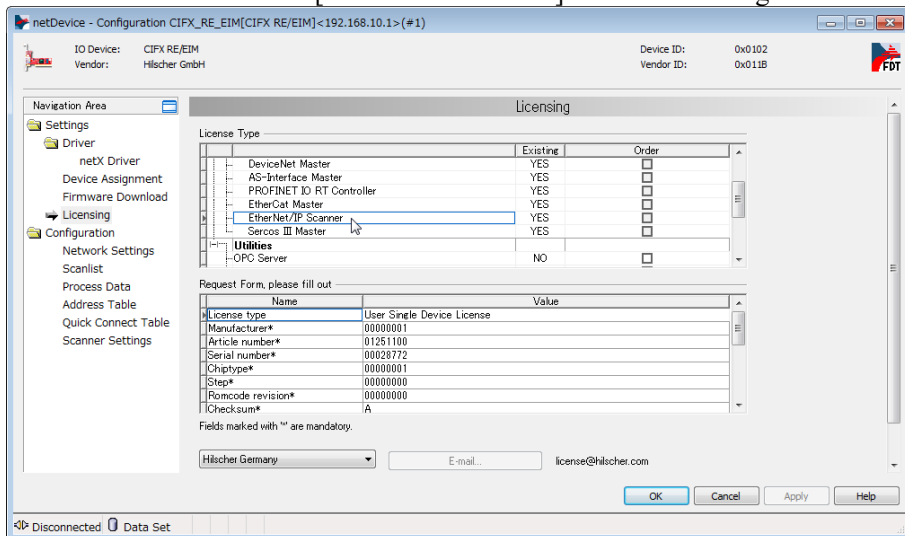 netDevice - Configuration CIFX_RE_EIM[CIFX RE/EIM]<192.168.10.1>(#1)
IO Device: CIFX RE/EIM Device ID: 0x0102
Vendor: Hilscher GmbH Vendor ID: 0x011B
FDT
Navigation Area
Settings
Driver
netX Driver
Device Assignment
Firmware Download
Licensing
Configuration
Network Settings
Scanlist
Process Data
Address Table
Quick Connect Table
Scanner Settings
Licensing
License Type
Existing Order
DeviceNet Master YES
AS-Interface Master YES
PROFINET IO RT Controller YES
EtherCat Master YES
EtherNet/IP Scanner YES
Sercos III Master YES
Utilities
OPC Server NO
Request Form, please fill out
Name Value
License type User Single Device License
Manufacturer* 00000001
Article number* 01251100
Serial number* 00028772
Chiptype* 00000001
Step* 00000000
Romcode revision* 00000000
Checksum* A
Fields marked with '*' are mandatory.
Hilscher Germany E-mail... license@hilscher.com
OK Cancel Apply Help
Disconnected Data Set